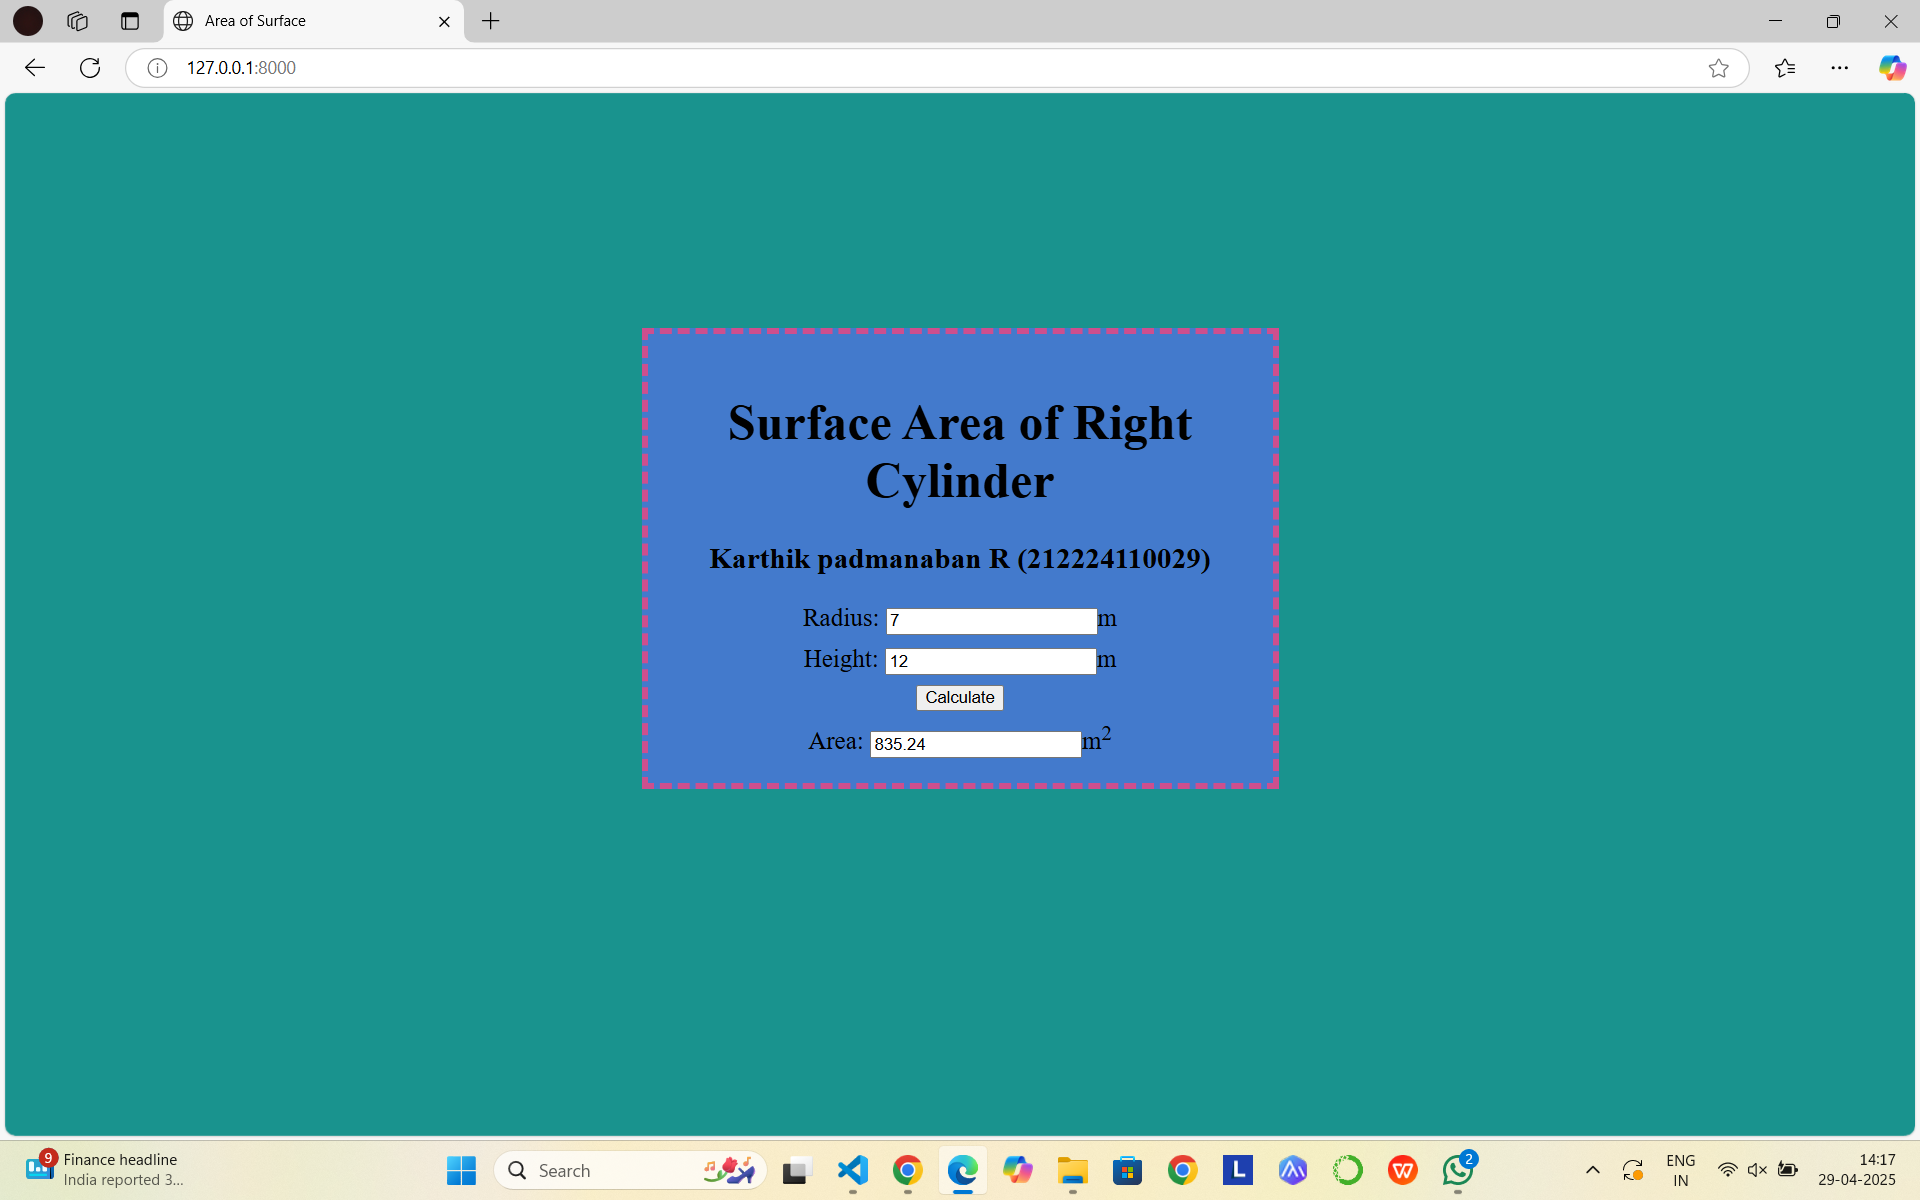 Area of Surface
127.0.0.1:8000
Surface Area of Right
Cylinder
Karthik padmanaban R (212224110029)
Radius: 7 m
Height: 12 m
Calculate
Area: 835.24 m2
9
Finance headline
India reported 3...
Search
L
W
2
ENG
IN
14:17
29-04-2025